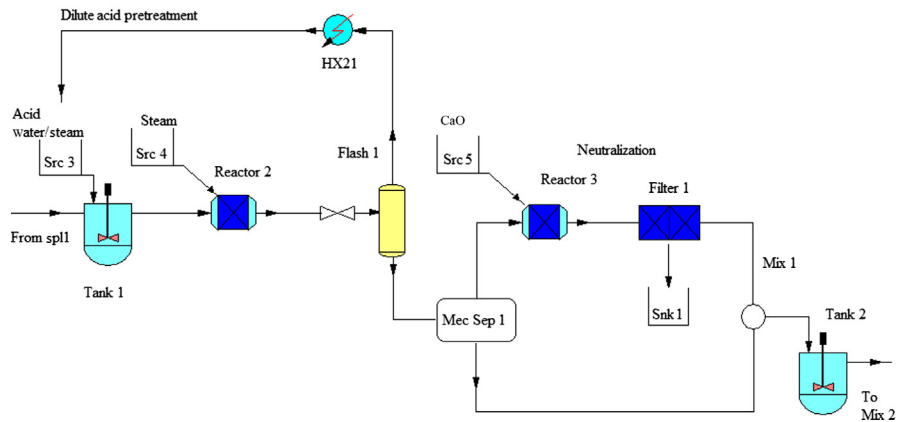 Dilute acid pretreatment
HX21
Acid
water/steam
Src 3
Steam
Src 4
Reactor 2
Flash 1
CaO
Src 5
Neutralization
Reactor 3
Filter 1
From spl1
Tank 1
Mec Sep 1
Snk 1
Mix 1
Tank 2
To
Mix 2